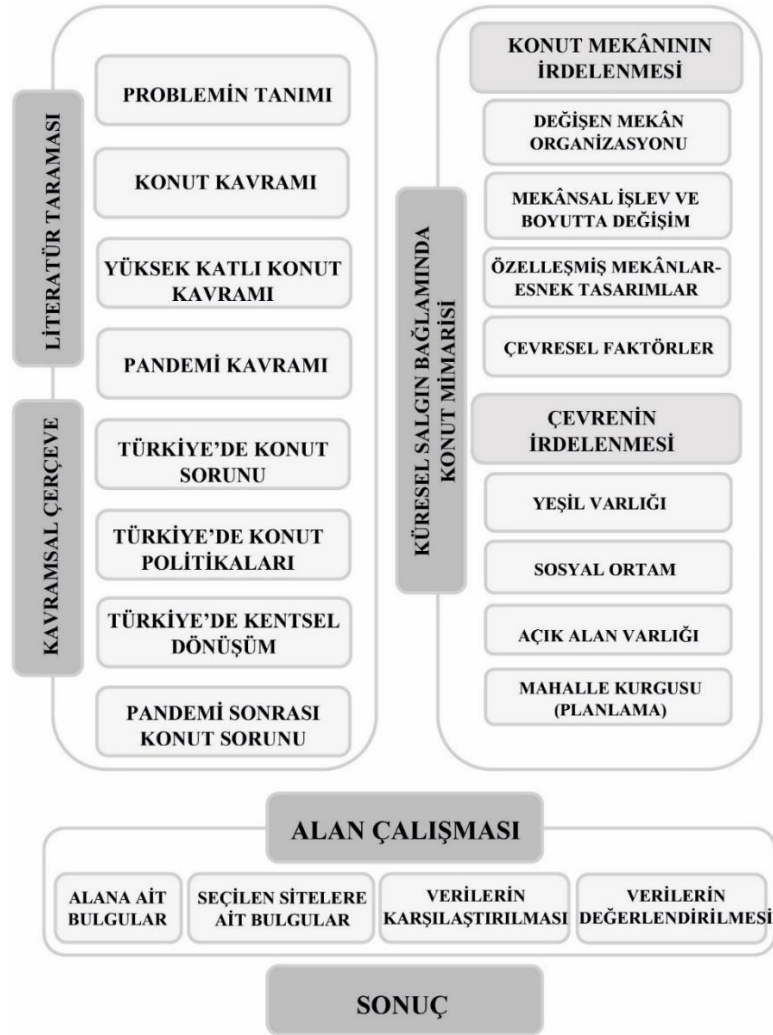 LİTERATÜR TARAMASI
PROBLEMİN TANIMI
KONUT KAVRAMI
YÜKSEK KATLI KONUT
KAVRAMI
PANDEMİ KAVRAMI
KAVRAMSAL ÇERÇEVE
TÜRKİYE’DE KONUT
SORUNU
TÜRKİYE’DE KONUT
POLİTİKALARI
TÜRKİYE’DE KENTSEL
DÖNÜŞÜM
PANDEMİ SONRASI
KONUT SORUNU
KÜRESEL SALGIN BAĞLAMINDA
KONUT MİMARİSİ
KONUT MEKÂNININ
İRDELENMESİ
DEĞİŞEN MEKÂN
ORGANİZASYONU
MEKÂNSAL İŞLEV VE
BOYUTTA DEĞİŞİM
ÖZELLEŞMİŞ MEKÂNLAR-
ESNEK TASARIMLAR
ÇEVRESEL FAKTÖRLER
ÇEVRENİN
İRDELENMESİ
YEŞİL VARLIĞI
SOSYAL ORTAM
AÇIK ALAN VARLIĞI
MAHALLE KURGUSU
(PLANLAMA)
ALAN ÇALIŞMASI
ALANA AİT
BULGULAR
SEÇİLEN SİTELERE
AİT BULGULAR
VERİLERİN
KARŞILAŞTIRILMASI
VERİLERİN
DEĞERLENDİRİLMESİ
SONUÇ